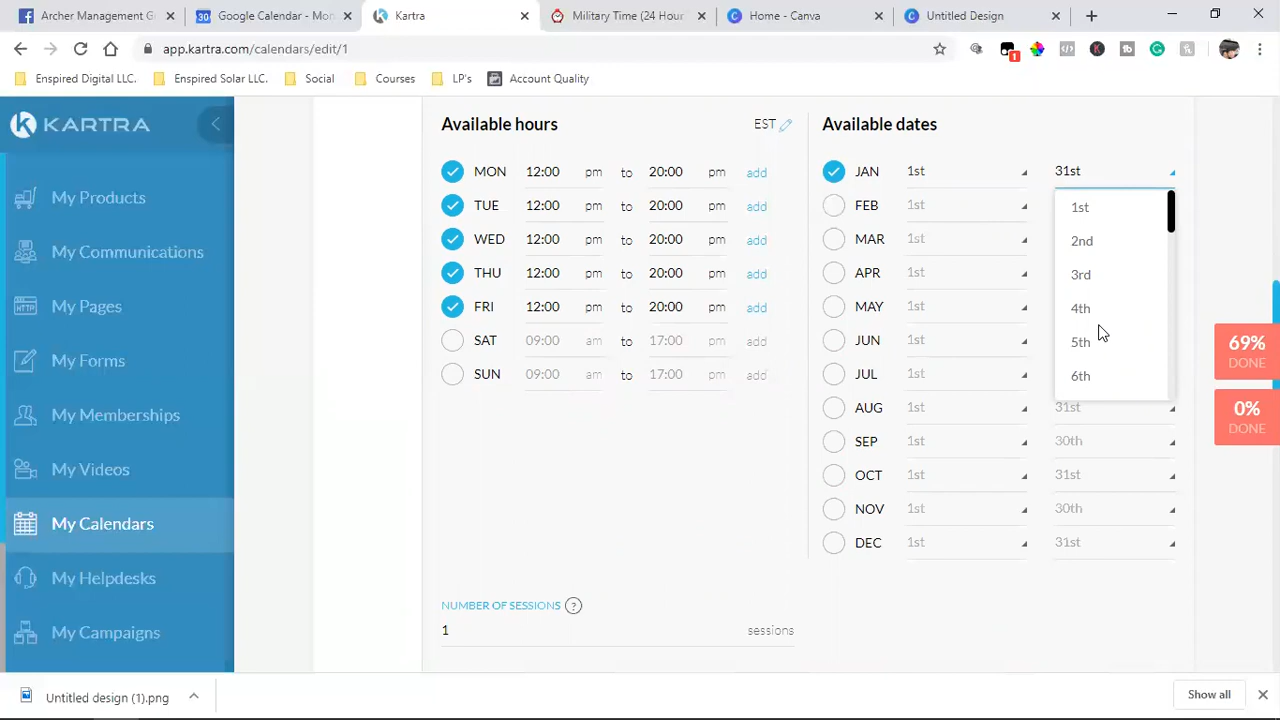 Archer Management G
Google Calendar - Mon
Kartra
Military Time (24 Hour
Home - Canva
Untitled Design
app.kartra.com/calendars/edit/1
1
Enspired Digital LLC.
Enspired Solar LLC.
Social
Courses
LP's
Account Quality
KARTRA
My Products
My Communications
HTTP
My Pages
My Forms
My Memberships
My Videos
My Calendars
My Helpdesks
My Campaigns
Available hours
EST
MON 12:00 pm to 20:00 pm add
TUE 12:00 pm to 20:00 pm add
WED 12:00 pm to 20:00 pm add
THU 12:00 pm to 20:00 pm add
FRI 12:00 pm to 20:00 pm add
SAT 09:00 am to 17:00 pm add
SUN 09:00 am to 17:00 pm add
NUMBER OF SESSIONS ?
1 sessions
Available dates
JAN 1st 31st
FEB 1st
MAR 1st
APR 1st
MAY 1st
JUN 1st
JUL 1st
AUG 1st 31st
SEP 1st 30th
OCT 1st 31st
NOV 1st 30th
DEC 1st 31st
1st
2nd
3rd
4th
5th
6th
69%
DONE
0%
DONE
Untitled design (1).png
Show all